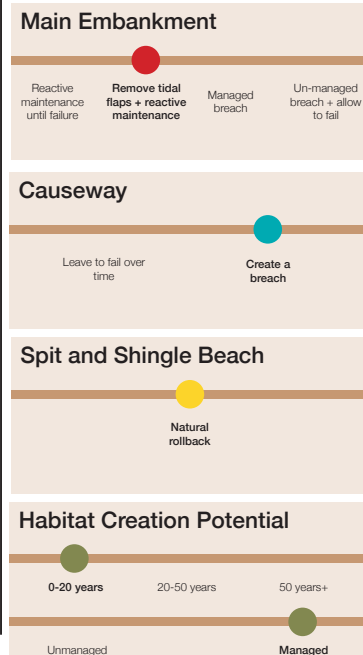 Main Embankment
Reactive maintenance until failure
Remove tidal flaps + reactive maintenance
Managed breach
Un-managed breach + allow to fail
Causeway
Leave to fail over time
Create a breach
Spit and Shingle Beach
Natural rollback
Habitat Creation Potential
0-20 years
20-50 years
50 years+
Unmanaged
Managed